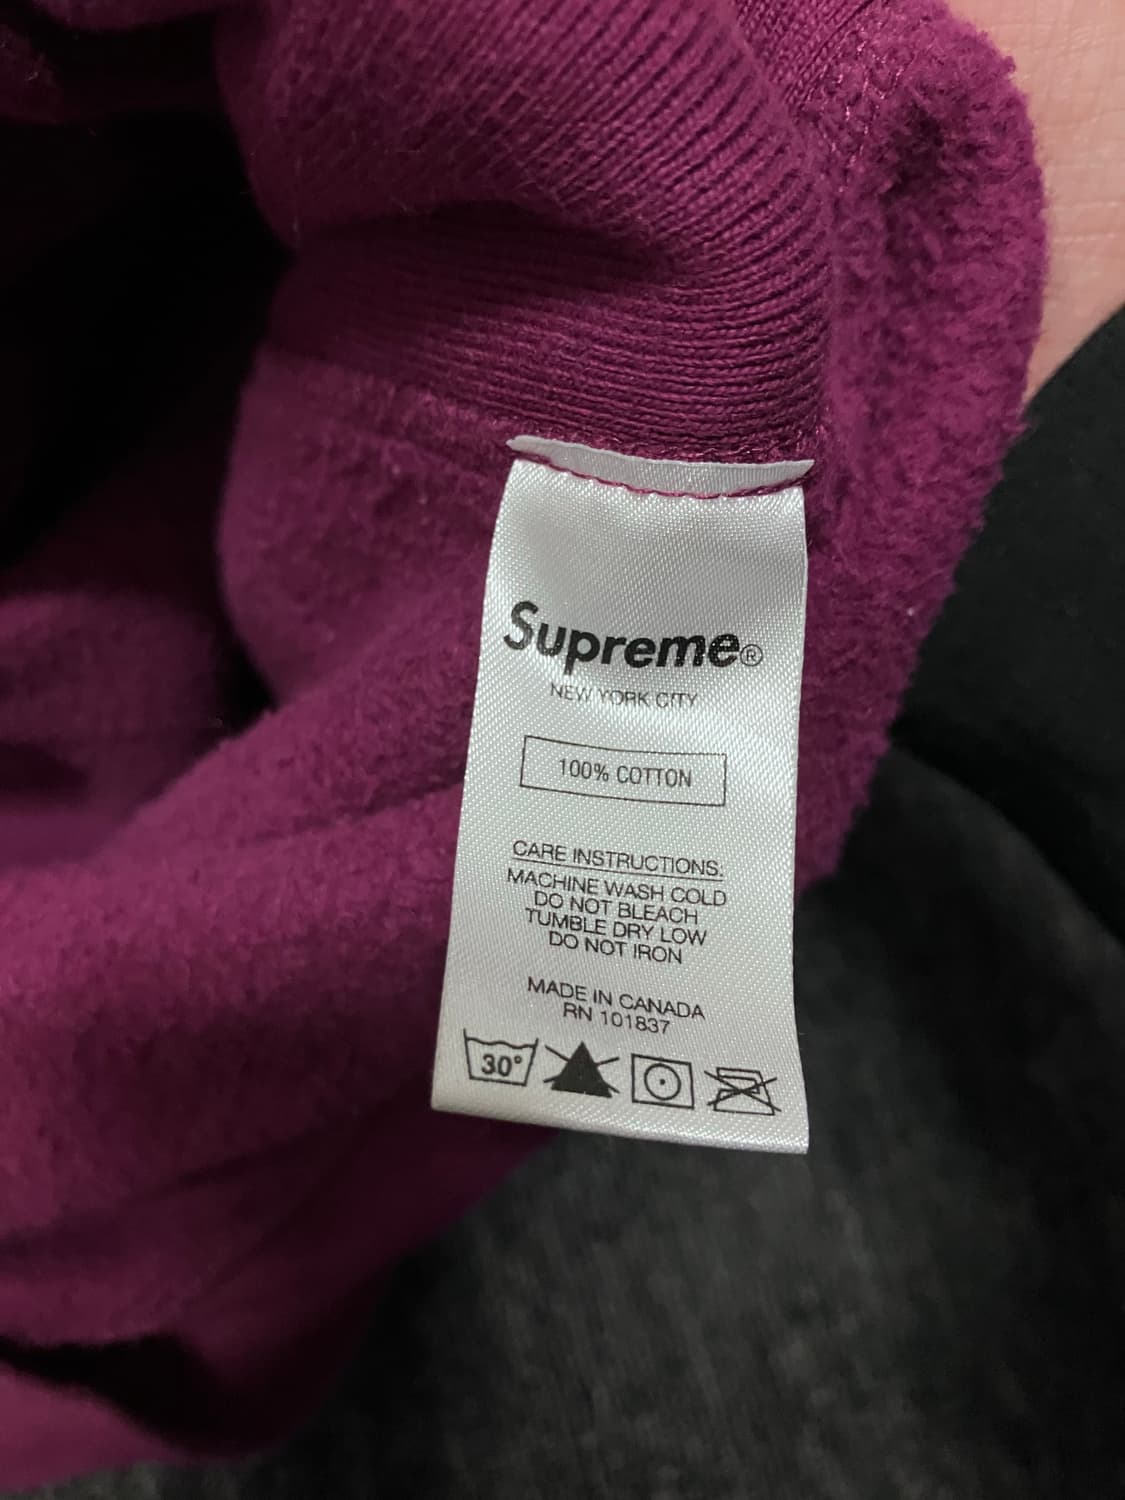 Supreme®
NEW YORK CITY
100% COTTON
CARE INSTRUCTIONS.
MACHINE WASH COLD
DO NOT BLEACH
TUMBLE DRY LOW
DO NOT IRON
MADE IN CANADA
RN 101837
30°